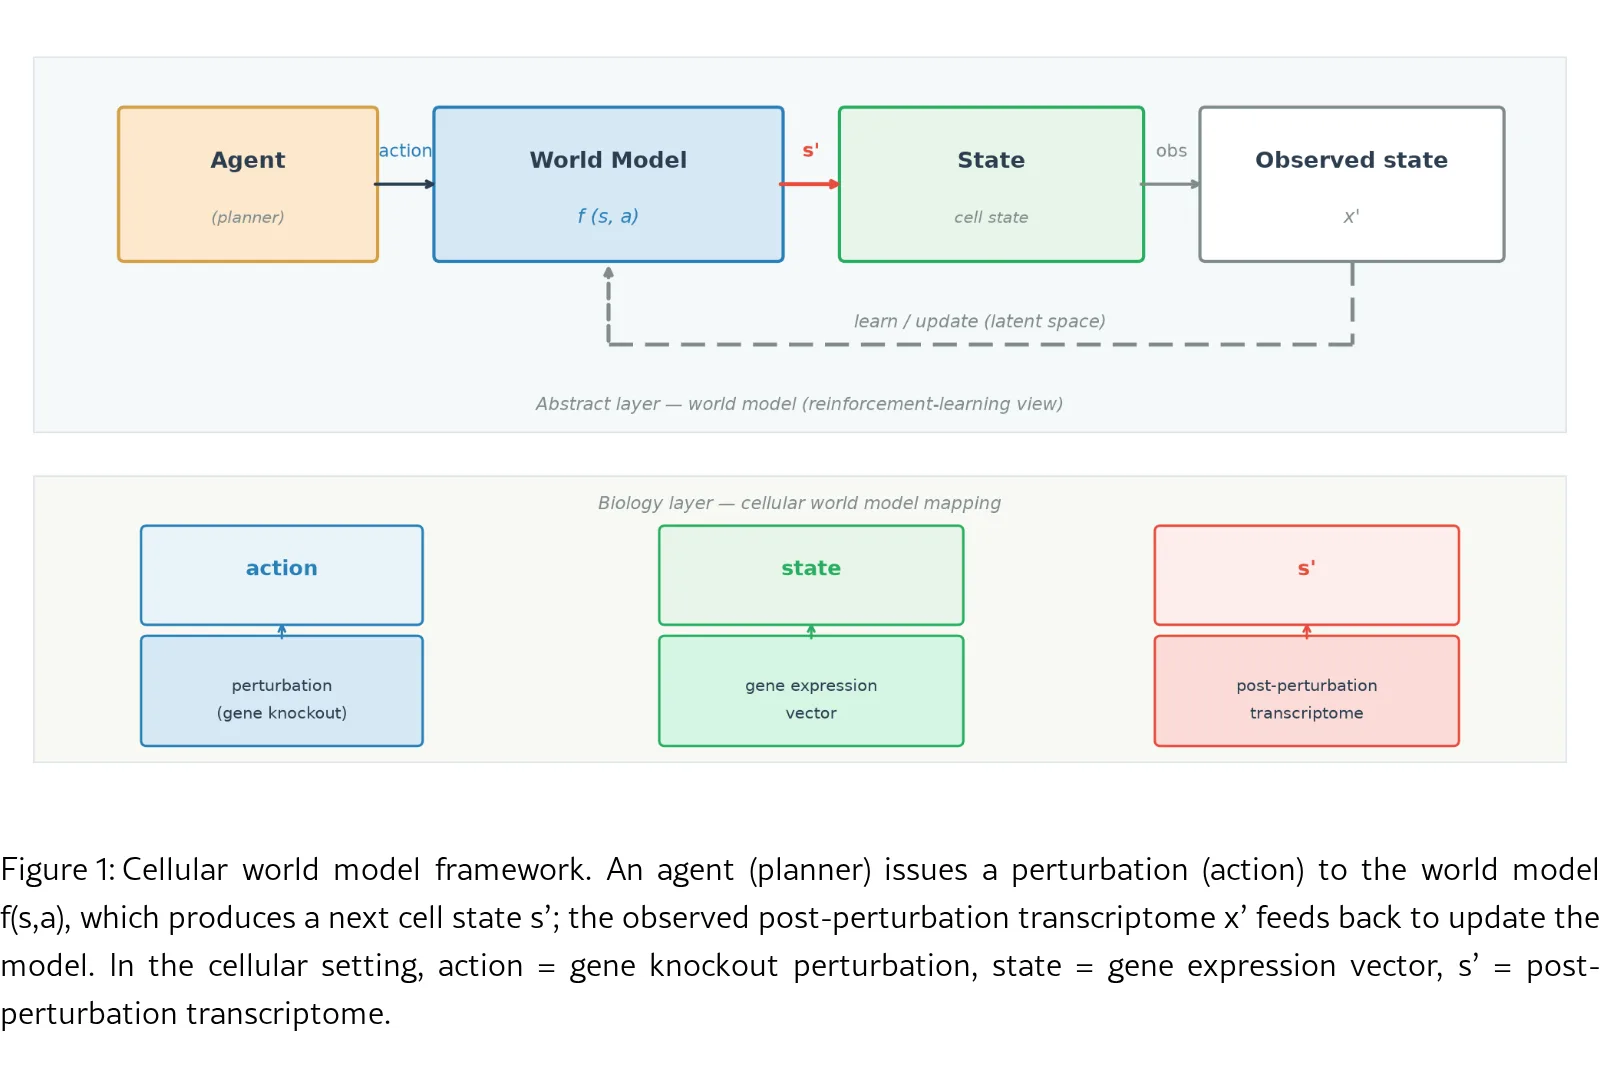 Agent
(planner)
action
World Model
f (s, a)
s'
State
cell state
obs
Observed state
x'
learn / update (latent space)
Abstract layer — world model (reinforcement-learning view)
Biology layer — cellular world model mapping
action
perturbation
(gene knockout)
state
gene expression
vector
s'
post-perturbation
transcriptome
Figure 1: Cellular world model framework. An agent (planner) issues a perturbation (action) to the world model
f(s,a), which produces a next cell state s’; the observed post-perturbation transcriptome x’ feeds back to update the
model. In the cellular setting, action = gene knockout perturbation, state = gene expression vector, s’ = post-
perturbation transcriptome.